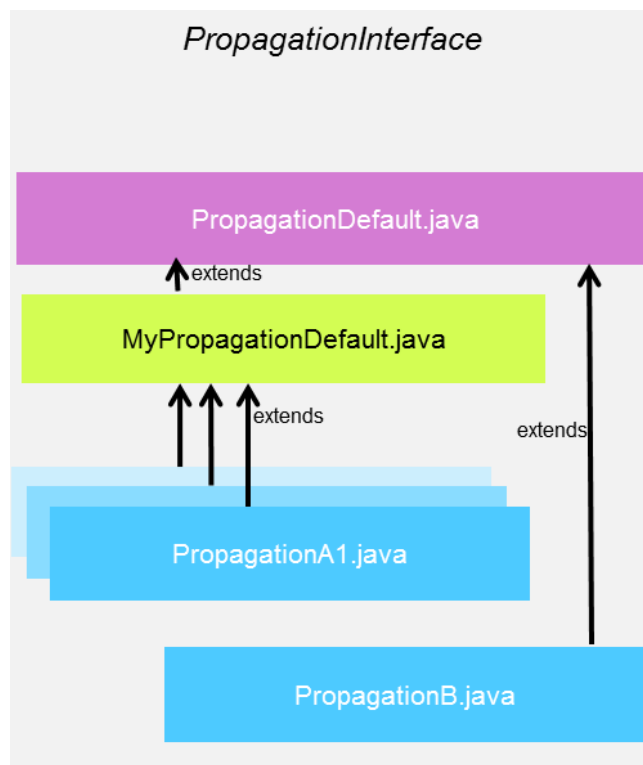 PropagationInterface
PropagationDefault.java
extends
MyPropagationDefault.java
extends
extends
PropagationA1.java
PropagationB.java